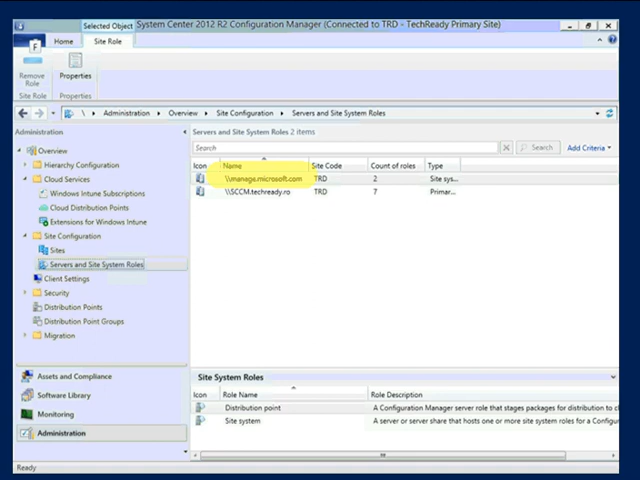 Selected Object System Center 2012 R2 Configuration Manager (Connected to TRD - TechReady Primary Site)
F Home Site Role
Remove Role
Properties
Site Role Properties
\ Administration Overview Site Configuration Servers and Site System Roles
Administration
Servers and Site System Roles 2 items
Overview
Search Search Add Criteria
Hierarchy Configuration
Icon Name Site Code Count of roles Type
Cloud Services
\\manage.microsoft.com TRD 2 Site sys...
Windows Intune Subscriptions
\\SCCM.techready.ro TRD 7 Primar...
Cloud Distribution Points
Extensions for Windows Intune
Site Configuration
Sites
Servers and Site System Roles
Client Settings
Security
Distribution Points
Distribution Point Groups
Migration
Assets and Compliance
Software Library
Monitoring
Administration
Site System Roles
Icon Role Name Role Description
Distribution point A Configuration Manager server role that stages packages for distribution to cl
Site system A server or server share that hosts one or more site system roles for a Configur
Ready